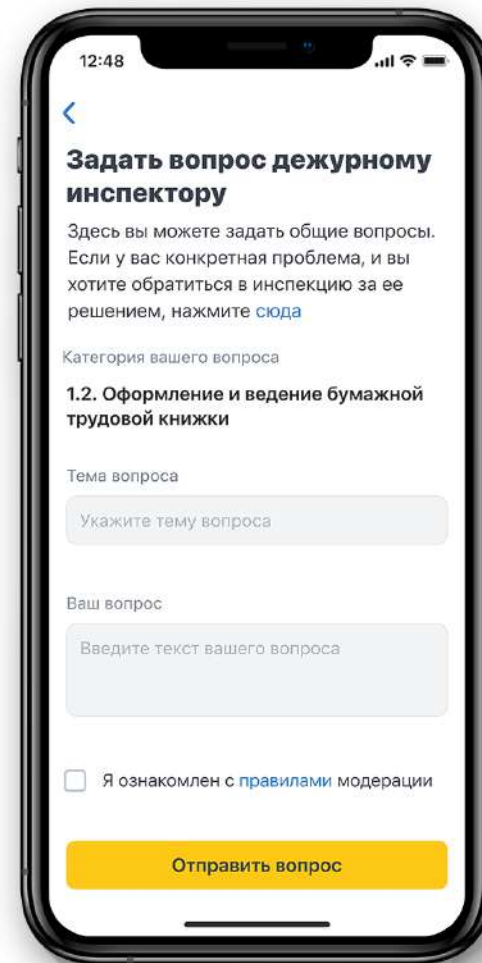 12:48
Задать вопрос дежурному
инспектору
Здесь вы можете задать общие вопросы.
Если у вас конкретная проблема, и вы
хотите обратиться в инспекцию за ее
решением, нажмите сюда
Категория вашего вопроса
1.2. Оформление и ведение бумажной
трудовой книжки
Тема вопроса
Укажите тему вопроса
Ваш вопрос
Введите текст вашего вопроса
Я ознакомлен с правилами модерации
Отправить вопрос